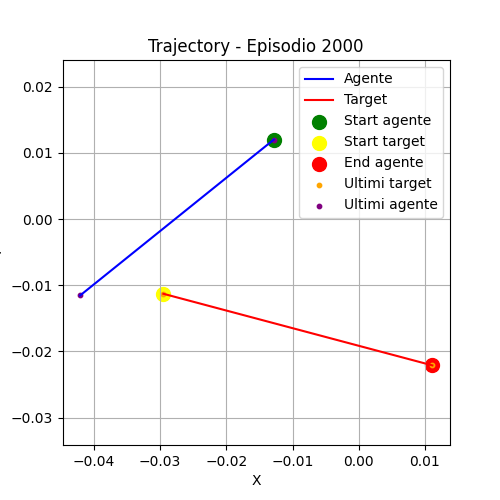 Trajectory - Episodio 2000
Agente
Target
Start agente
Start target
End agente
Ultimi target
Ultimi agente
0.02
0.01
0.00
−0.01
−0.02
−0.03
−0.04 −0.03 −0.02 −0.01 0.00 0.01
X